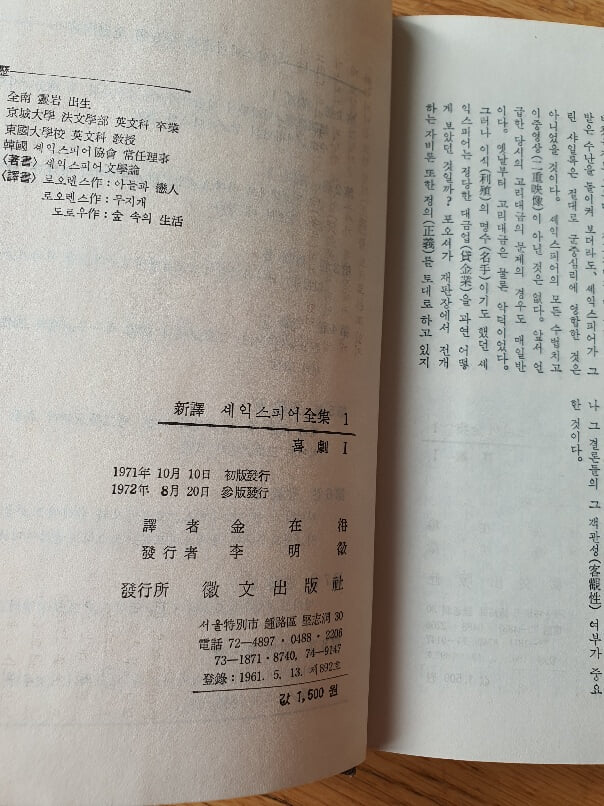 歷
全南 靈岩 出生
京城大學 法文學部 英文科 卒業
東國大學校 英文科 敎授
韓國 셰익스피어協會 常任理事
〈著書〉 셰익스피어文學論
〈譯書〉 로오렌스作 : 아들과 戀人
로오렌스作 : 무지개
도로우作 : 숲 속의 生活
新譯 셰익스피어全集 1
喜劇 I
1971年 10月 10日 初版發行
1972年 8月 20日 參版發行
譯者 金在枏
發行者 李明徽
發行所 徽文出版社
서울特別市 鍾路區 堅志洞 30
電話 72—4897・0488・2206
73—1871・8740, 74—9147
登錄 : 1961. 5. 13. 제892호
값 1,500 원
받은 수난을 돌이켜 보더라도, 셰익스피어가 그
린 샤일록은 절대로 군중심리에 영합한 것은
아니었을 것이다. 셰익스피어의 모든 수법치고
이중영상(二重映像)이 아닌 것은 없다. 앞서 언
급한 당시의 고리대금의 문제의 경우도 매일반
이다. 옛날부터 고리대금은 물론 악덕이었다.
그러나 이식(利殖)의 명수(名手)이기도 했던 셰
익스피어는 정당한 대금업(貸金業)을 과연 어떻
게 보았던 것일까? 포오셔가 재판장에서 전개
하는 자비론 또한 정의(正義)를 토대로 하고 있지
나 그 결론들의 그 객관성(客觀性) 여부가 중요
한 것이다.